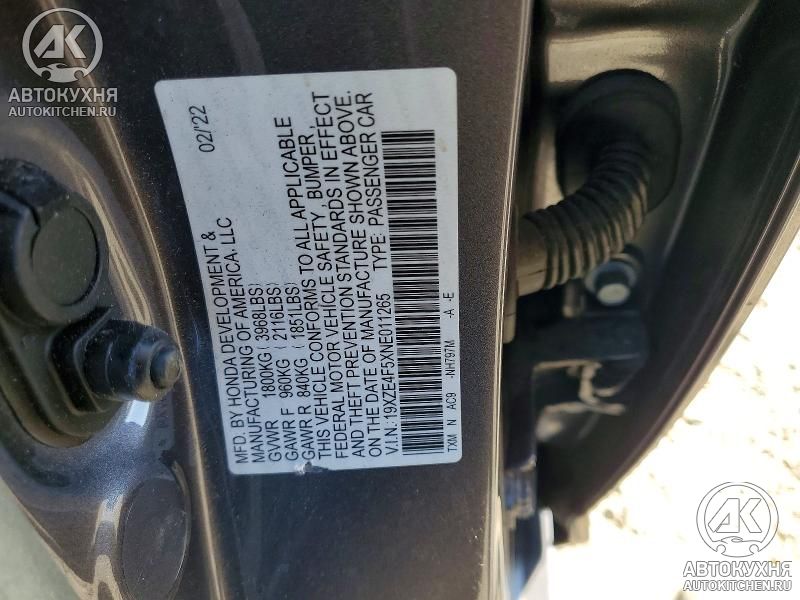 АК
АВТОКУХНЯ
AUTOKITCHEN.RU
MFD. BY HONDA DEVELOPMENT & 02/'22
MANUFACTURING OF AMERICA, LLC
GVWR 1800KG(3968LBS)
GAWR F 960KG(2116LBS)
GAWR R 840KG(1851LBS)
THIS VEHICLE CONFORMS TO ALL APPLICABLE
FEDERAL MOTOR VEHICLE SAFETY, BUMPER,
AND THEFT PREVENTION STANDARDS IN EFFECT
ON THE DATE OF MANUFACTURE SHOWN ABOVE.
V.I.N:19XZE4F5XNE011265 TYPE: PASSENGER CAR
TXM N AC9 -NH797M -A -E
АК
АВТОКУХНЯ
AUTOKITCHEN.RU